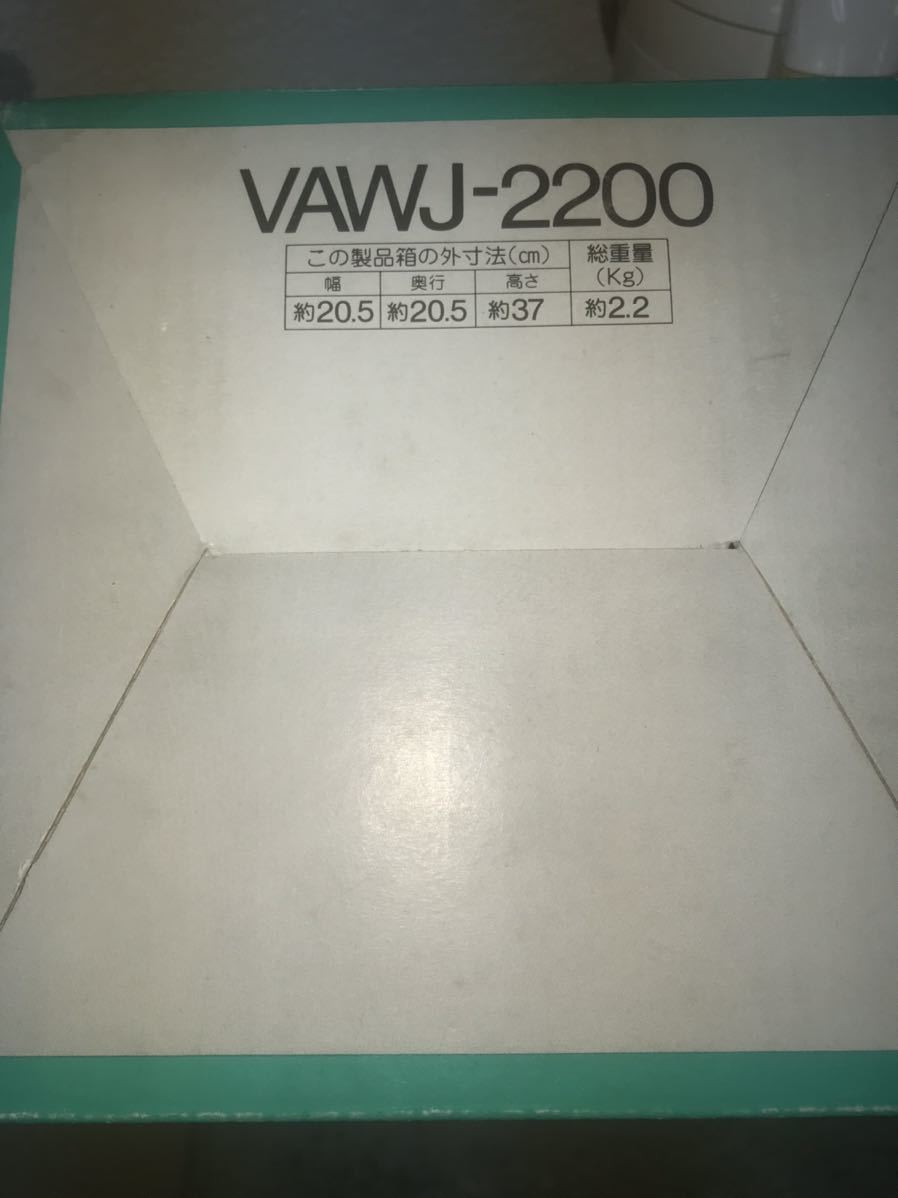 VAWJ-2200
この製品箱の外寸法(cm) 総重量(Kg)
幅 奥行 高さ
約20.5 約20.5 約37 約2.2